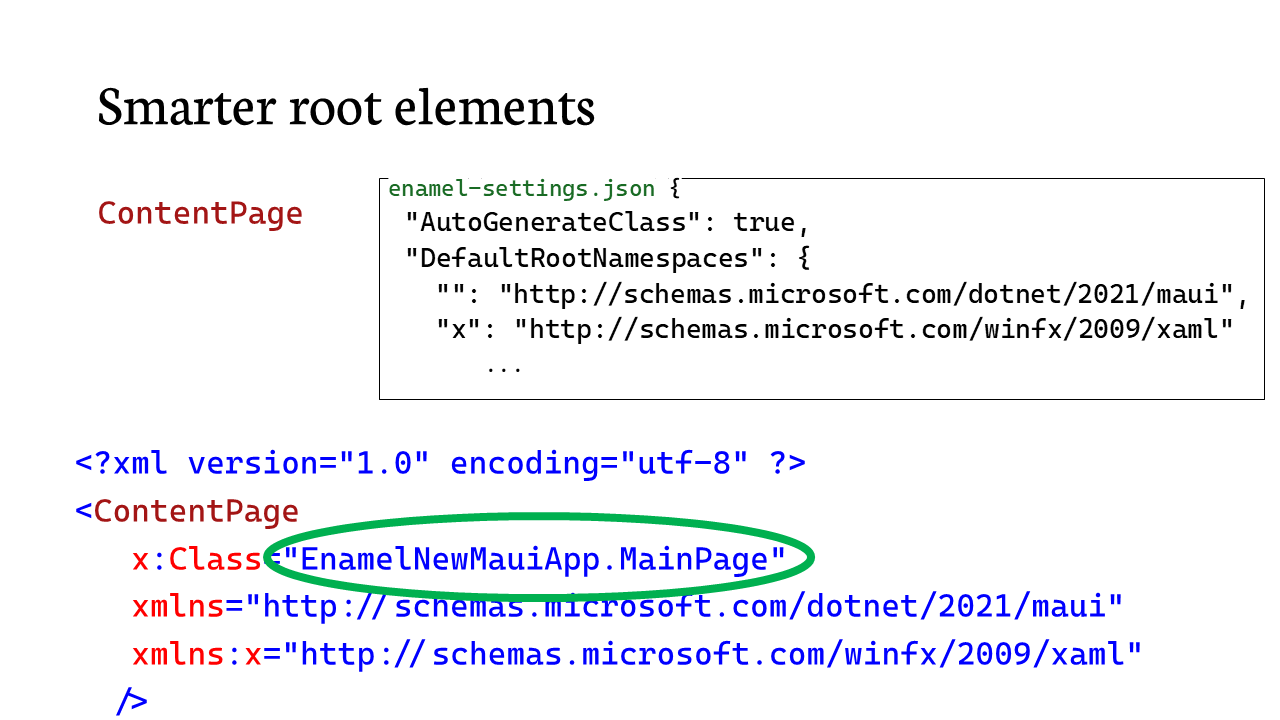 Smarter root elements
ContentPage
enamel-settings.json {
"AutoGenerateClass": true,
"DefaultRootNamespaces": {
"": "http://schemas.microsoft.com/dotnet/2021/maui",
"x": "http://schemas.microsoft.com/winfx/2009/xaml"
...
<?xml version="1.0" encoding="utf-8" ?>
<ContentPage
x:Class="EnamelNewMauiApp.MainPage"
xmlns="http://schemas.microsoft.com/dotnet/2021/maui"
xmlns:x="http://schemas.microsoft.com/winfx/2009/xaml"
/>